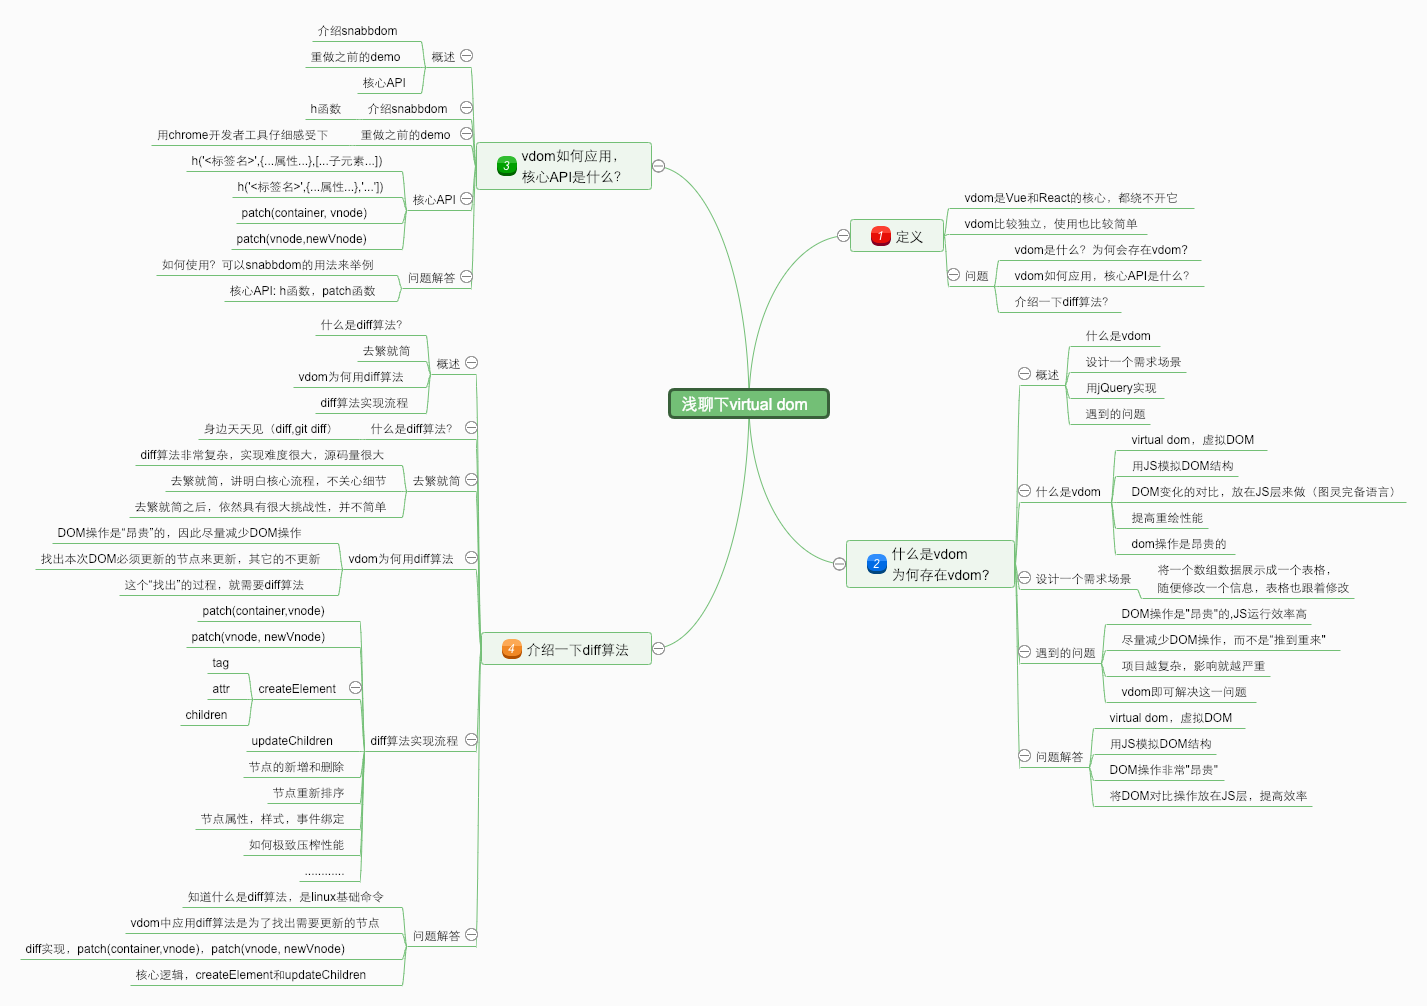 浅聊下virtual dom
1 定义
vdom是Vue和React的核心，都绕不开它
vdom比较独立，使用也比较简单
问题
vdom是什么？为何会存在vdom?
vdom如何应用，核心API是什么?
介绍一下diff算法?
2 什么是vdom
为何存在vdom?
概述
什么是vdom
设计一个需求场景
用jQuery实现
遇到的问题
什么是vdom
virtual dom，虚拟DOM
用JS模拟DOM结构
DOM变化的对比，放在JS层来做（图灵完备语言）
提高重绘性能
dom操作是昂贵的
设计一个需求场景
将一个数组数据展示成一个表格，
随便修改一个信息，表格也跟着修改
遇到的问题
DOM操作是"昂贵"的,JS运行效率高
尽量减少DOM操作，而不是“推到重来"
项目越复杂，影响就越严重
vdom即可解决这一问题
问题解答
virtual dom，虚拟DOM
用JS模拟DOM结构
DOM操作非常"昂贵"
将DOM对比操作放在JS层，提高效率
3 vdom如何应用，
核心API是什么?
概述
介绍snabbdom
重做之前的demo
核心API
介绍snabbdom
h函数
重做之前的demo
用chrome开发者工具仔细感受下
核心API
h('<标签名>',{...属性...},[...子元素...])
h('<标签名>',{...属性...},'...'])
patch(container, vnode)
patch(vnode,newVnode)
问题解答
如何使用？可以snabbdom的用法来举例
核心API: h函数，patch函数
4 介绍一下diff算法
概述
什么是diff算法?
去繁就简
vdom为何用diff算法
diff算法实现流程
什么是diff算法?
身边天天见（diff,git diff）
去繁就简
diff算法非常复杂，实现难度很大，源码量很大
去繁就简，讲明白核心流程，不关心细节
去繁就简之后，依然具有很大挑战性，并不简单
vdom为何用diff算法
DOM操作是“昂贵”的，因此尽量减少DOM操作
找出本次DOM必须更新的节点来更新，其它的不更新
这个“找出”的过程，就需要diff算法
diff算法实现流程
patch(container,vnode)
patch(vnode, newVnode)
createElement
tag
attr
children
updateChildren
节点的新增和删除
节点重新排序
节点属性，样式，事件绑定
如何极致压榨性能
............
问题解答
知道什么是diff算法，是linux基础命令
vdom中应用diff算法是为了找出需要更新的节点
diff实现，patch(container,vnode)，patch(vnode, newVnode)
核心逻辑，createElement和updateChildren